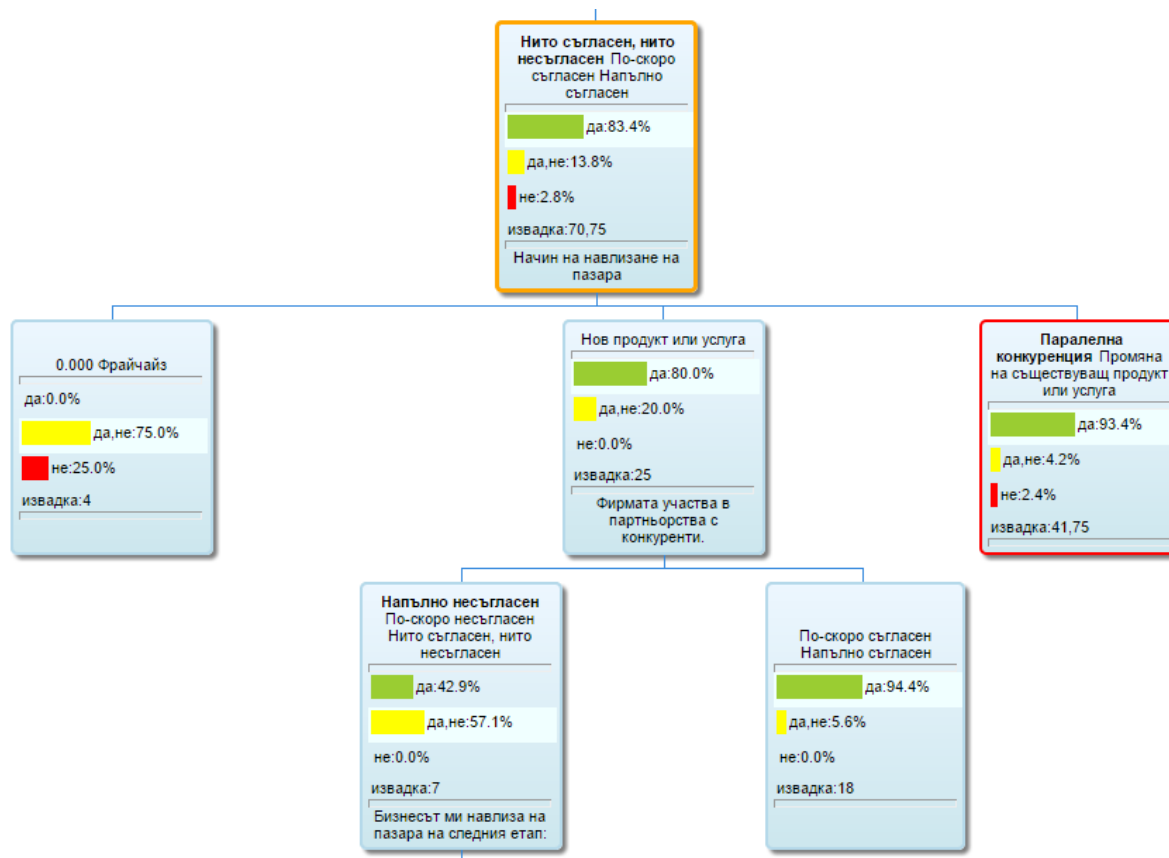 Нито съгласен, нито
несъгласен По-скоро
съгласен Напълно
съгласен
да:83.4%
да,не:13.8%
не:2.8%
извадка:70,75
Начин на навлизане на
пазара
0.000 Фрайчайз
да:0.0%
да,не:75.0%
не:25.0%
извадка:4
Нов продукт или услуга
да:80.0%
да,не:20.0%
не:0.0%
извадка:25
Фирмата участва в
партньорства с
конкуренти.
Паралелна
конкуренция Промяна
на съществуващ продукт
или услуга
да:93.4%
да,не:4.2%
не:2.4%
извадка:41,75
Напълно несъгласен
По-скоро несъгласен
Нито съгласен, нито
несъгласен
да:42.9%
да,не:57.1%
не:0.0%
извадка:7
Бизнесът ми навлиза на
пазара на следния етап:
По-скоро съгласен
Напълно съгласен
да:94.4%
да,не:5.6%
не:0.0%
извадка:18